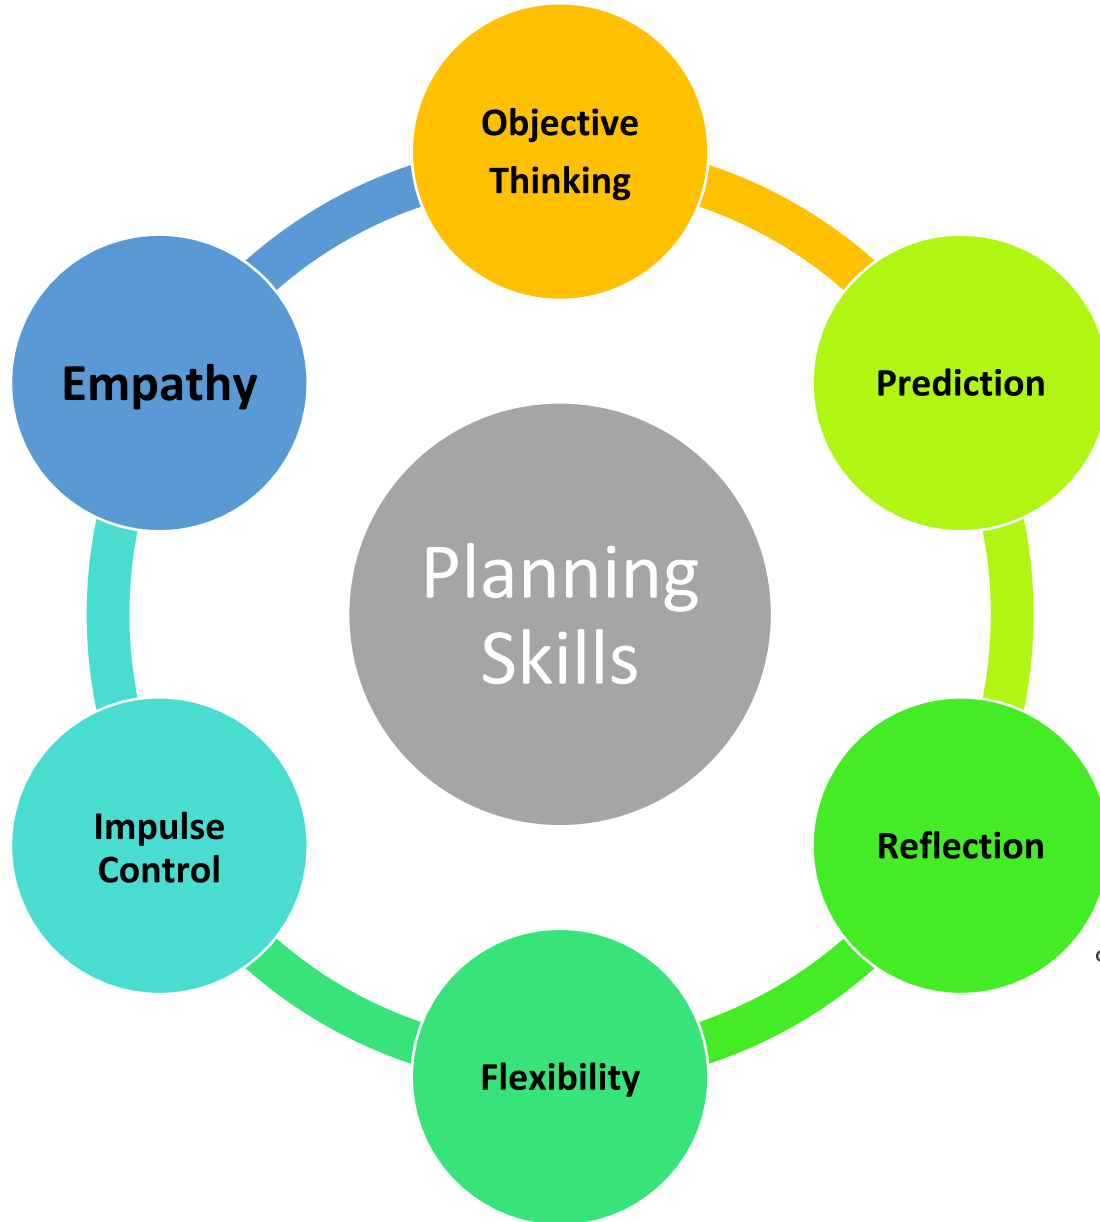 Objective
Thinking
Empathy
Prediction
Planning
Skills
Impulse
Control
Reflection
Flexibility